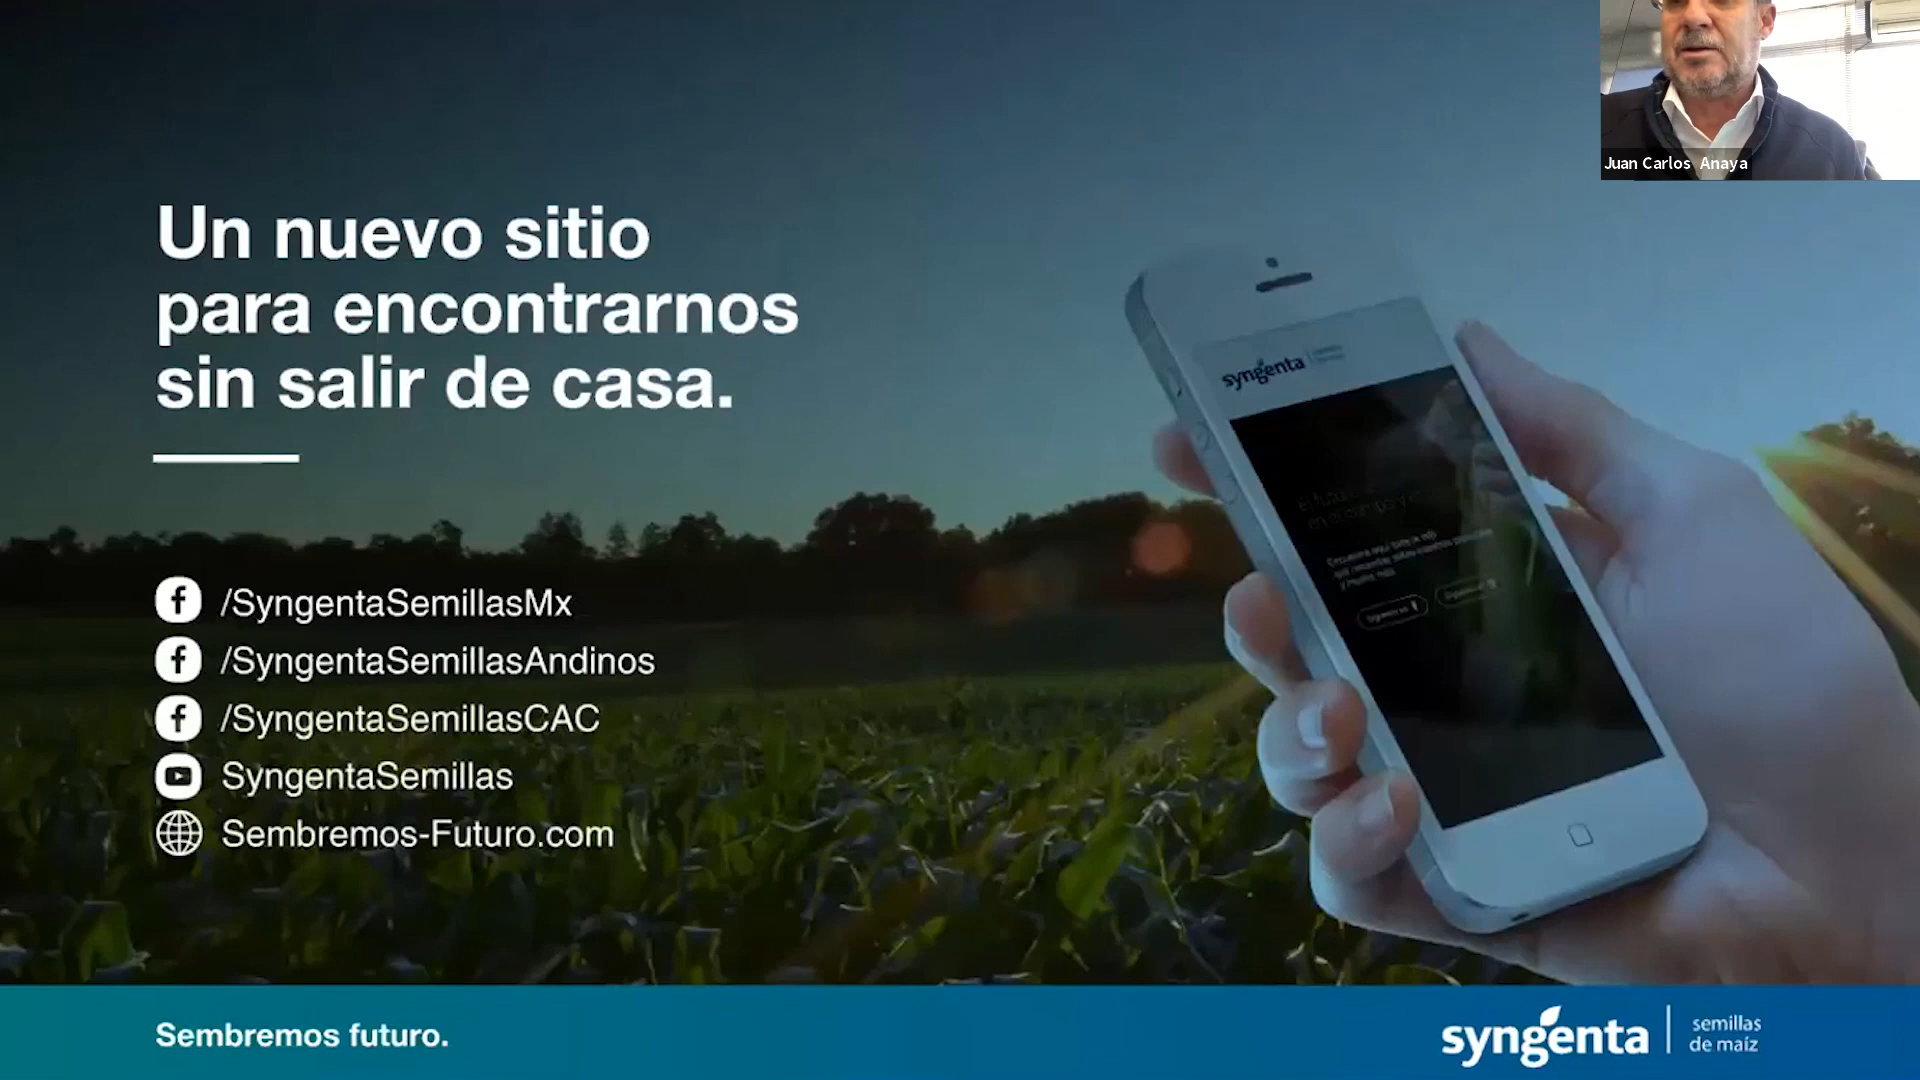 Juan Carlos Anaya
Un nuevo sitio
para encontrarnos
sin salir de casa.
/SyngentaSemillasMx
/SyngentaSemillasAndinos
/SyngentaSemillasCAC
SyngentaSemillas
Sembremos-Futuro.com
syngenta
Sembremos futuro.
syngenta
semillas
de maíz